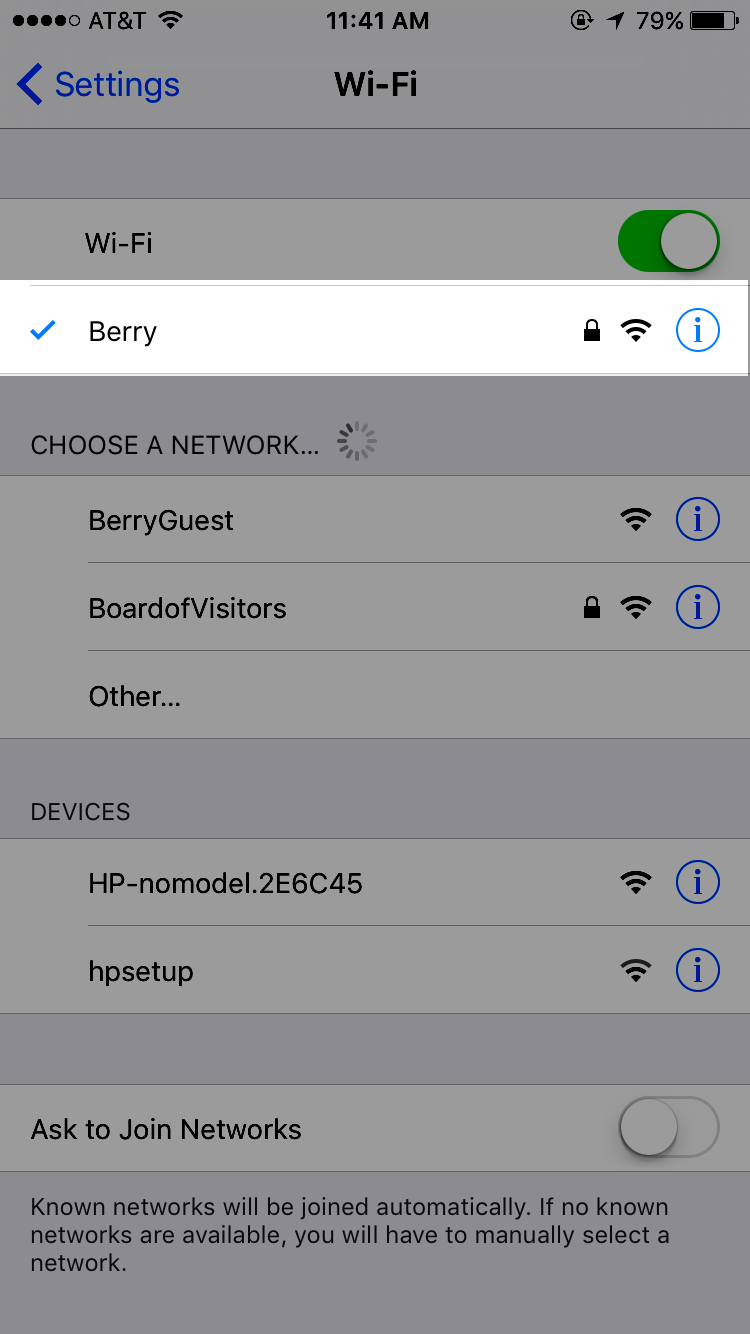 AT&T 11:41 AM 79%
Settings Wi-Fi
Wi-Fi
Berry
CHOOSE A NETWORK...
BerryGuest
BoardofVisitors
Other...
DEVICES
HP-nomodel.2E6C45
hpsetup
Ask to Join Networks
Known networks will be joined automatically. If no known
networks are available, you will have to manually select a
network.